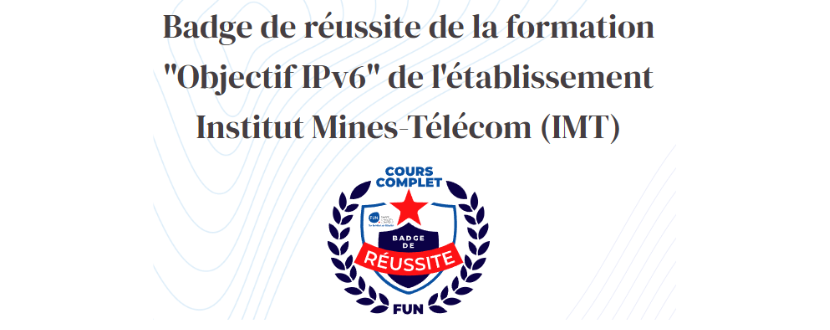 Badge de réussite de la formation
"Objectif IPv6" de l'établissement
Institut Mines-Télécom (IMT)
COURS
COMPLET
FUN
BADGE
DE
RÉUSSITE
FUN